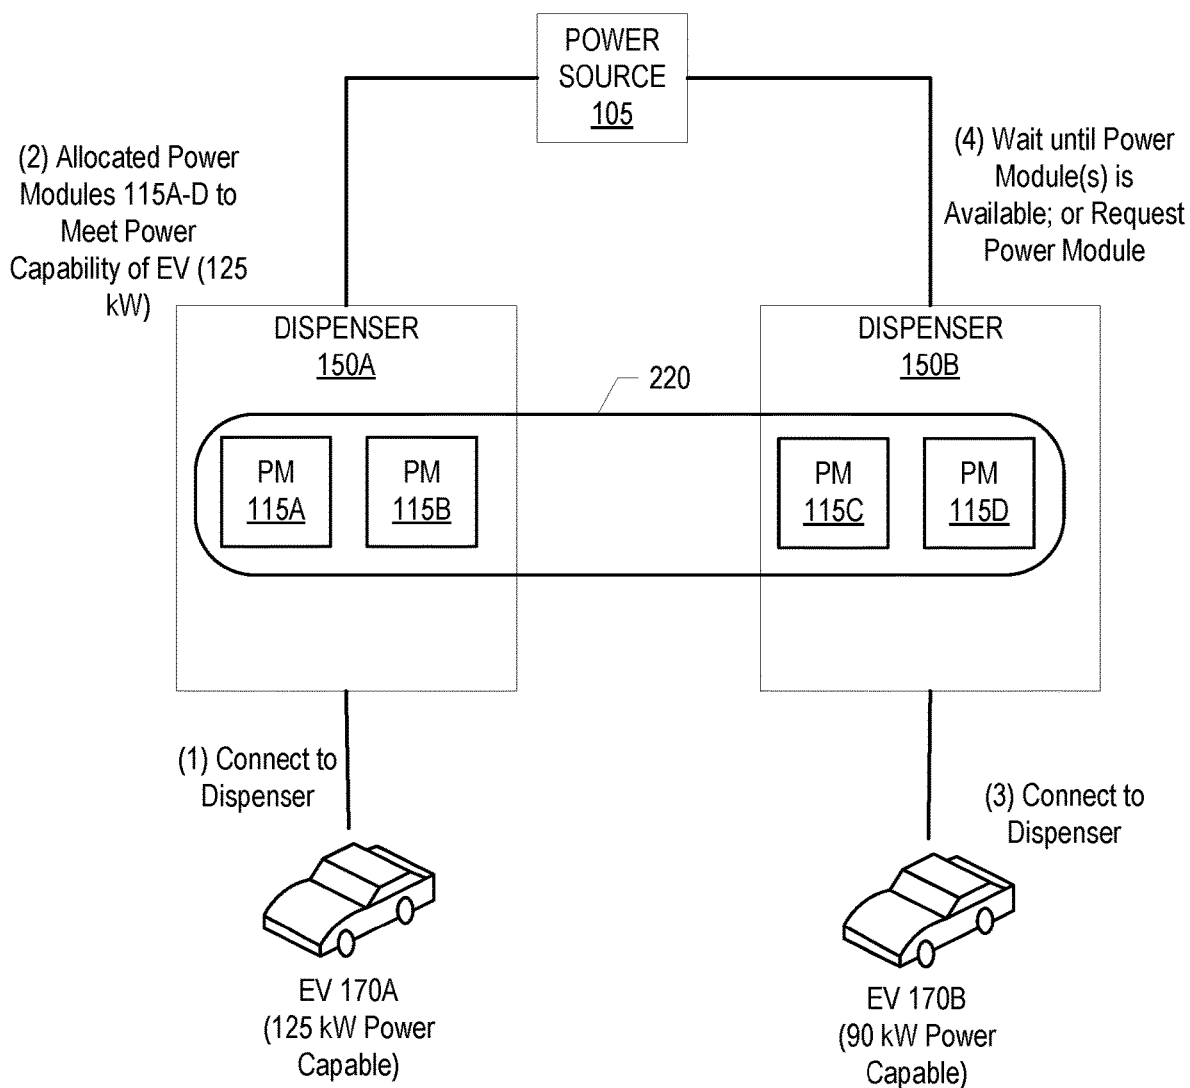 POWER
SOURCE
105
(2) Allocated Power
Modules 115A-D to
Meet Power
Capability of EV (125
kW)
(4) Wait until Power
Module(s) is
Available; or Request
Power Module
DISPENSER
150A
DISPENSER
150B
220
PM
115A
PM
115B
PM
115C
PM
115D
(1) Connect to
Dispenser
(3) Connect to
Dispenser
EV 170A
(125 kW Power
Capable)
EV 170B
(90 kW Power
Capable)